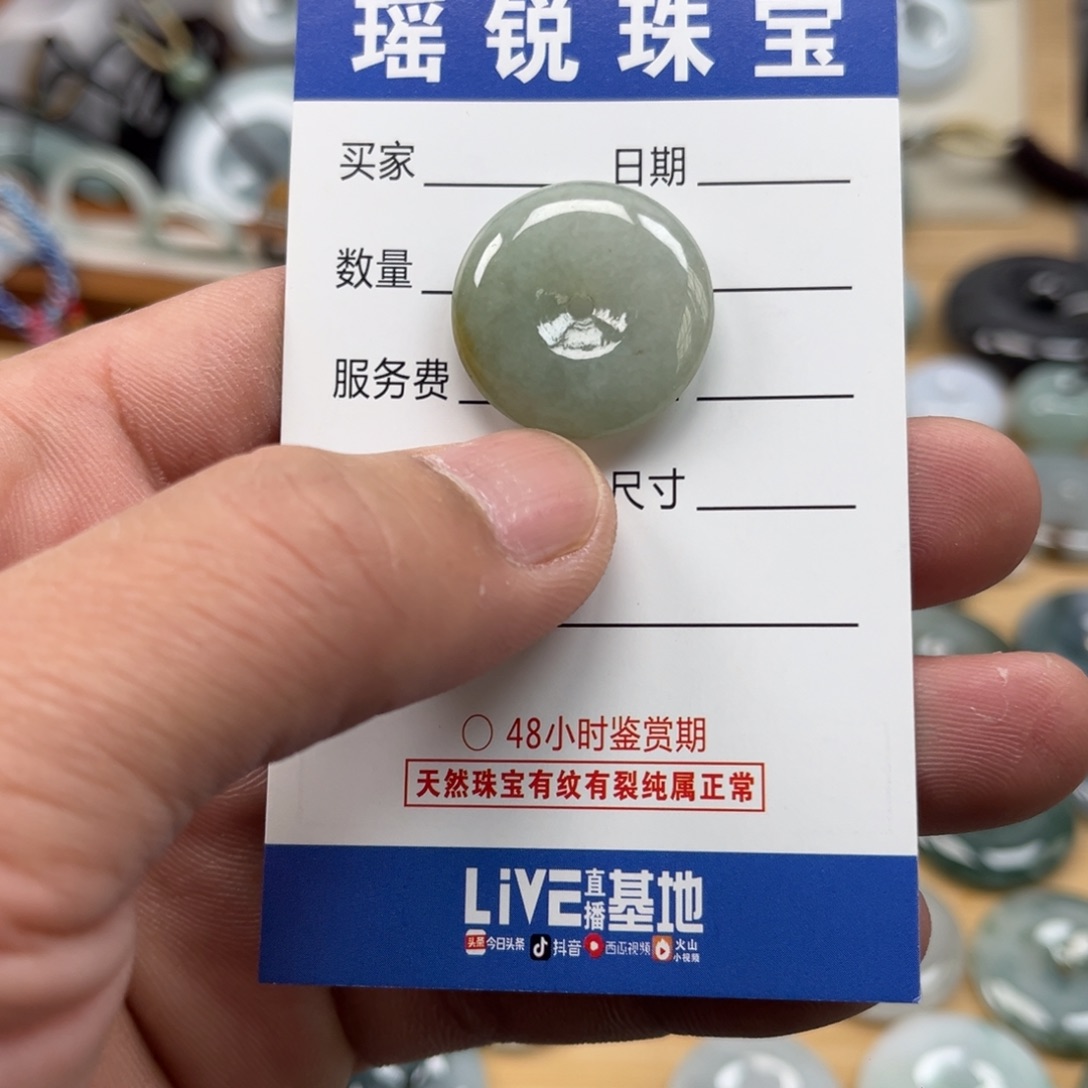 瑶锐珠宝
买家 日期
数量
服务费
尺寸
48小时鉴赏期
天然珠宝有纹有裂纯属正常
LiVE直播基地
头条 今日头条 抖音 西瓜视频 火山小视频